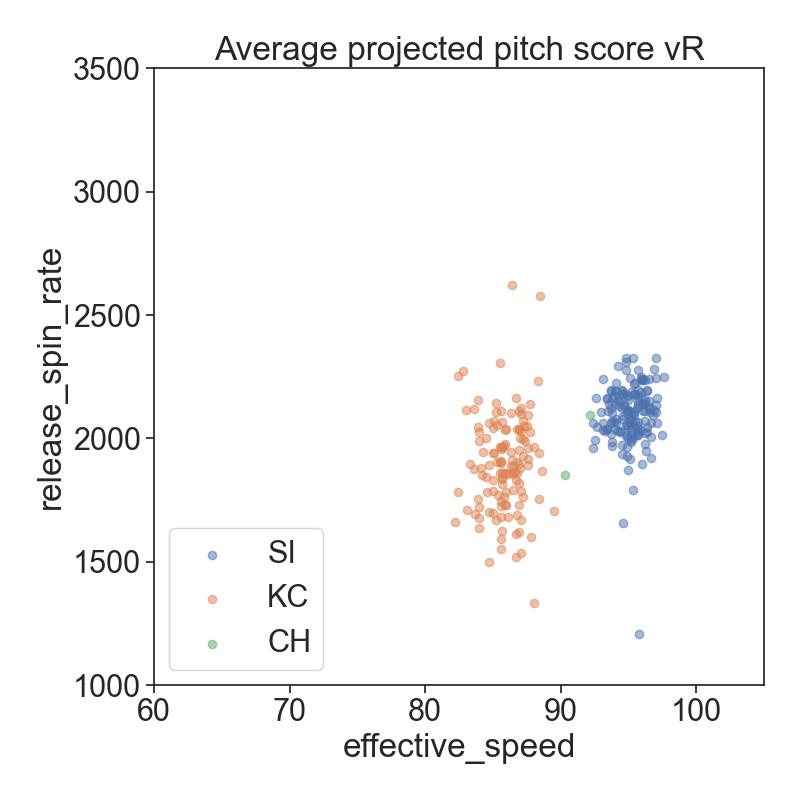 Average projected pitch score vR
3500
3000
2500
2000
1500
1000
release_spin_rate
SI
KC
CH
60
70
80
90
100
effective_speed